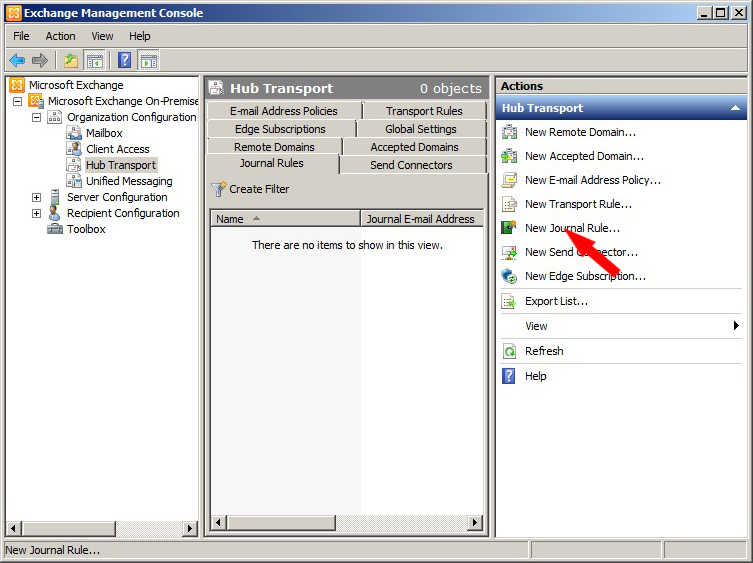 Exchange Management Console
File Action View Help
Microsoft Exchange
Microsoft Exchange On-Premise
Organization Configuration
Mailbox
Client Access
Hub Transport
Unified Messaging
Server Configuration
Recipient Configuration
Toolbox
Hub Transport 0 objects
E-mail Address Policies Transport Rules
Edge Subscriptions Global Settings
Remote Domains Accepted Domains
Journal Rules Send Connectors
Create Filter
Name Journal E-mail Address
There are no items to show in this view.
Actions
Hub Transport
New Remote Domain...
New Accepted Domain...
New E-mail Address Policy...
New Transport Rule...
New Journal Rule...
New Send Connector...
New Edge Subscription...
Export List...
View
Refresh
Help
New Journal Rule...